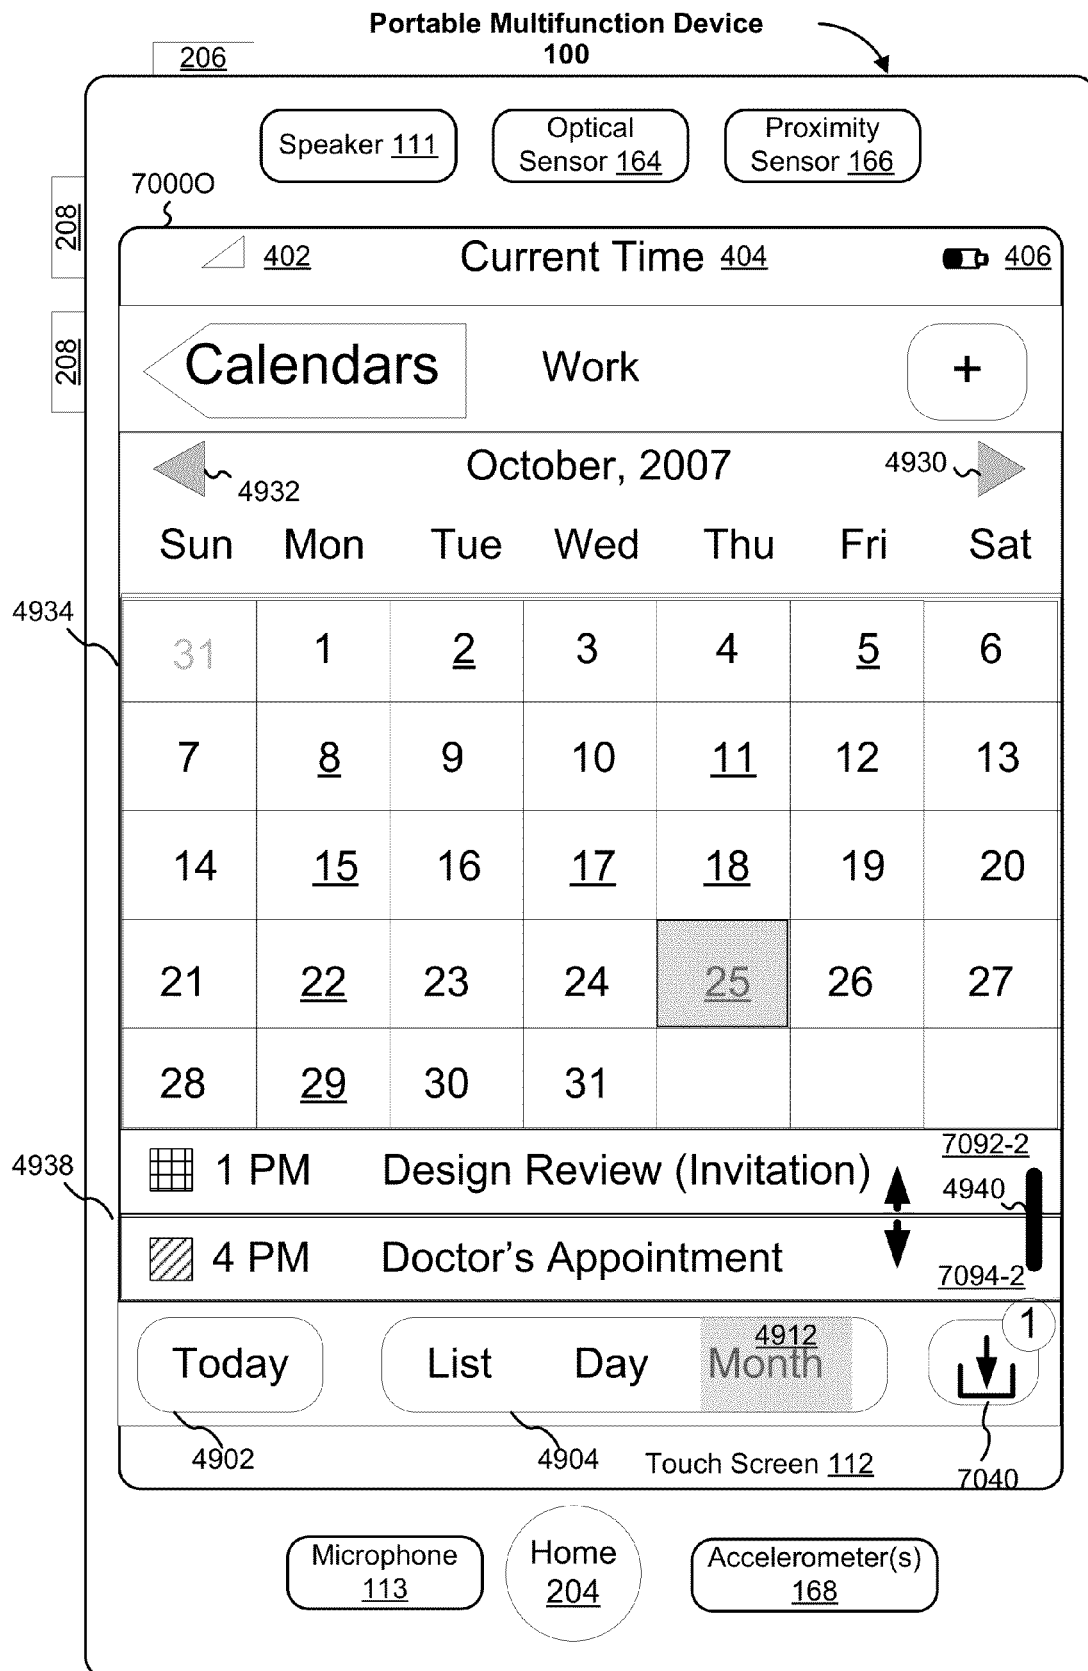 Portable Multifunction Device
100
206
Speaker 111
Optical
Sensor 164
Proximity
Sensor 166
7000O
208
402
Current Time 404
406
208
Calendars
Work
+
October, 2007
4932
4930
Sun Mon Tue Wed Thu Fri Sat
4934
31 1 2 3 4 5 6
7 8 9 10 11 12 13
14 15 16 17 18 19 20
21 22 23 24 25 26 27
28 29 30 31
4938
1 PM Design Review (Invitation)
7092-2
4940
4 PM Doctor's Appointment
7094-2
Today
List Day Month
4912
1
4902
4904
Touch Screen 112
7040
Microphone
113
Home
204
Accelerometer(s)
168